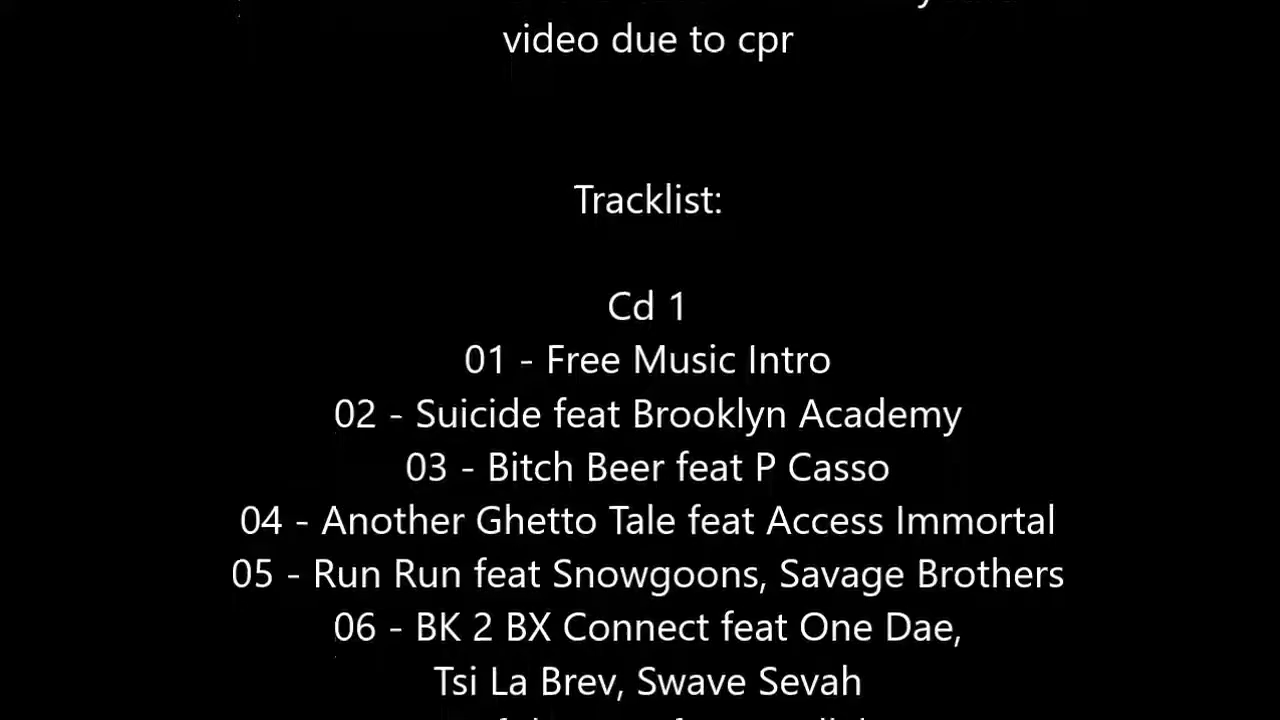 video due to cpr
Tracklist:
Cd 1
01 - Free Music Intro
02 - Suicide feat Brooklyn Academy
03 - Bitch Beer feat P Casso
04 - Another Ghetto Tale feat Access Immortal
05 - Run Run feat Snowgoons, Savage Brothers
06 - BK 2 BX Connect feat One Dae,
Tsi La Brev, Swave Sevah